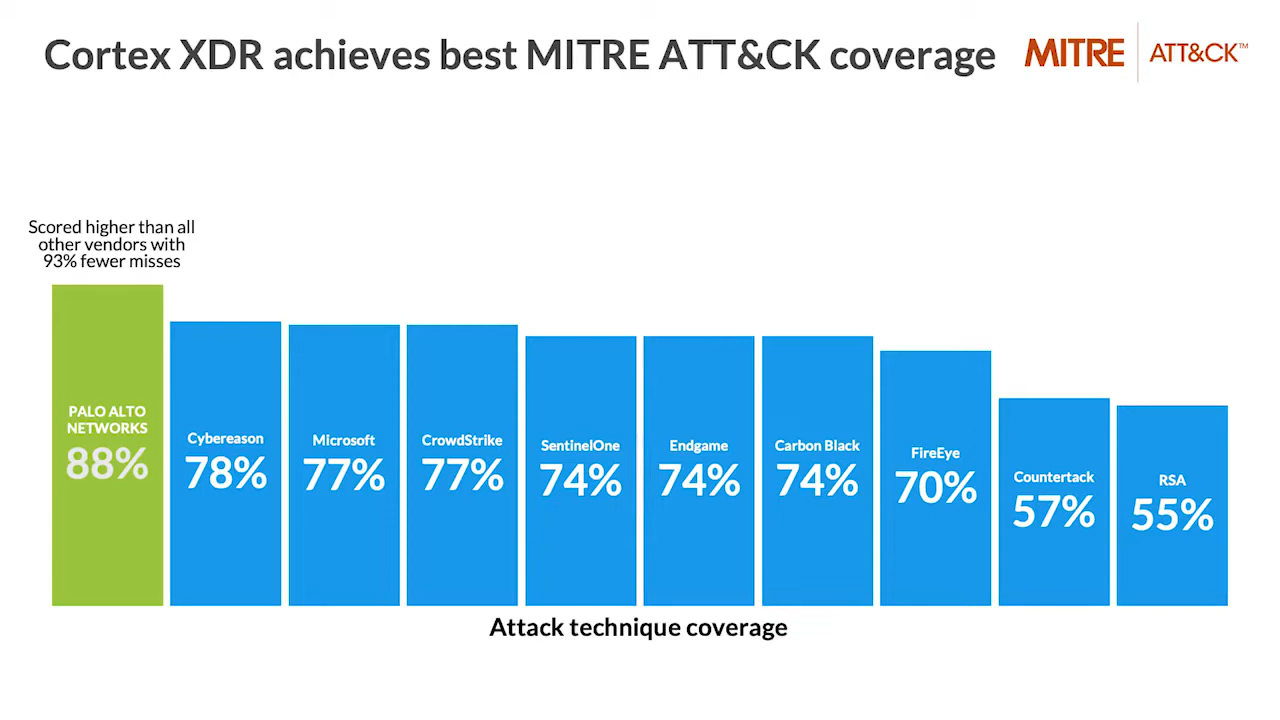 Cortex XDR achieves best MITRE ATT&CK coverage
MITRE | ATT&CK™
Scored higher than all
other vendors with
93% fewer misses
PALO ALTO
NETWORKS
88%
Cybereason
78%
Microsoft
77%
CrowdStrike
77%
SentinelOne
74%
Endgame
74%
Carbon Black
74%
FireEye
70%
Countertack
57%
RSA
55%
Attack technique coverage